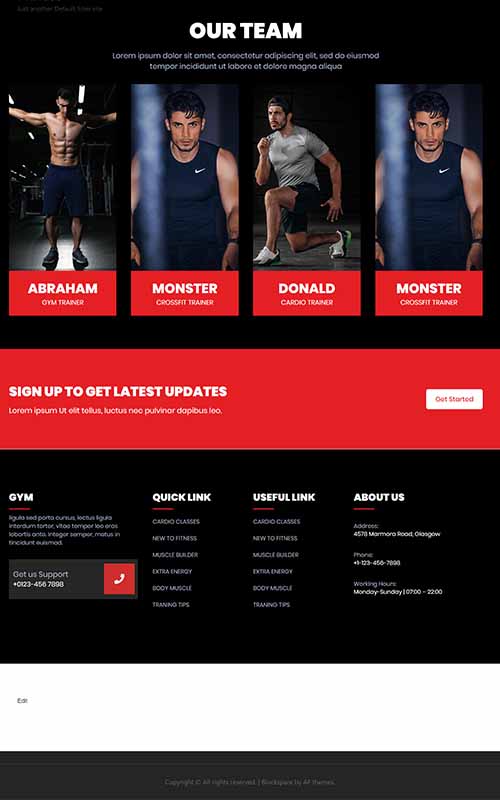 Just another Default Sites site
OUR TEAM
Lorem ipsum dolor sit amet, consectetur adipiscing elit, sed do eiusmod
tempor incididunt ut labore et dolore magna aliqua
ABRAHAM
GYM TRAINER
MONSTER
CROSSFIT TRAINER
DONALD
CARDIO TRAINER
MONSTER
CROSSFIT TRAINER
SIGN UP TO GET LATEST UPDATES
Lorem ipsum Ut elit tellus, luctus nec pulvinar dapibus leo.
Get Started
GYM
ligula sed porta cursus, lectus ligula
interdum tortor, vitae tempor leo eros
lobortis ante. Integer semper, metus in
tincidunt euismod.
Get us Support
+0123-456 7898
QUICK LINK
CARDIO CLASSES
NEW TO FITNESS
MUSCLE BUILDER
EXTRA ENERGY
BODY MUSCLE
TRANING TIPS
USEFUL LINK
CARDIO CLASSES
NEW TO FITNESS
MUSCLE BUILDER
EXTRA ENERGY
BODY MUSCLE
TRANING TIPS
ABOUT US
Address:
4578 Marmora Road, Glasgow
Phone:
+1-123-456-7898
Working Hours:
Monday-Sunday | 07:00 – 22:00
Edit
Copyright © All rights reserved. | Blockspace by AF themes.